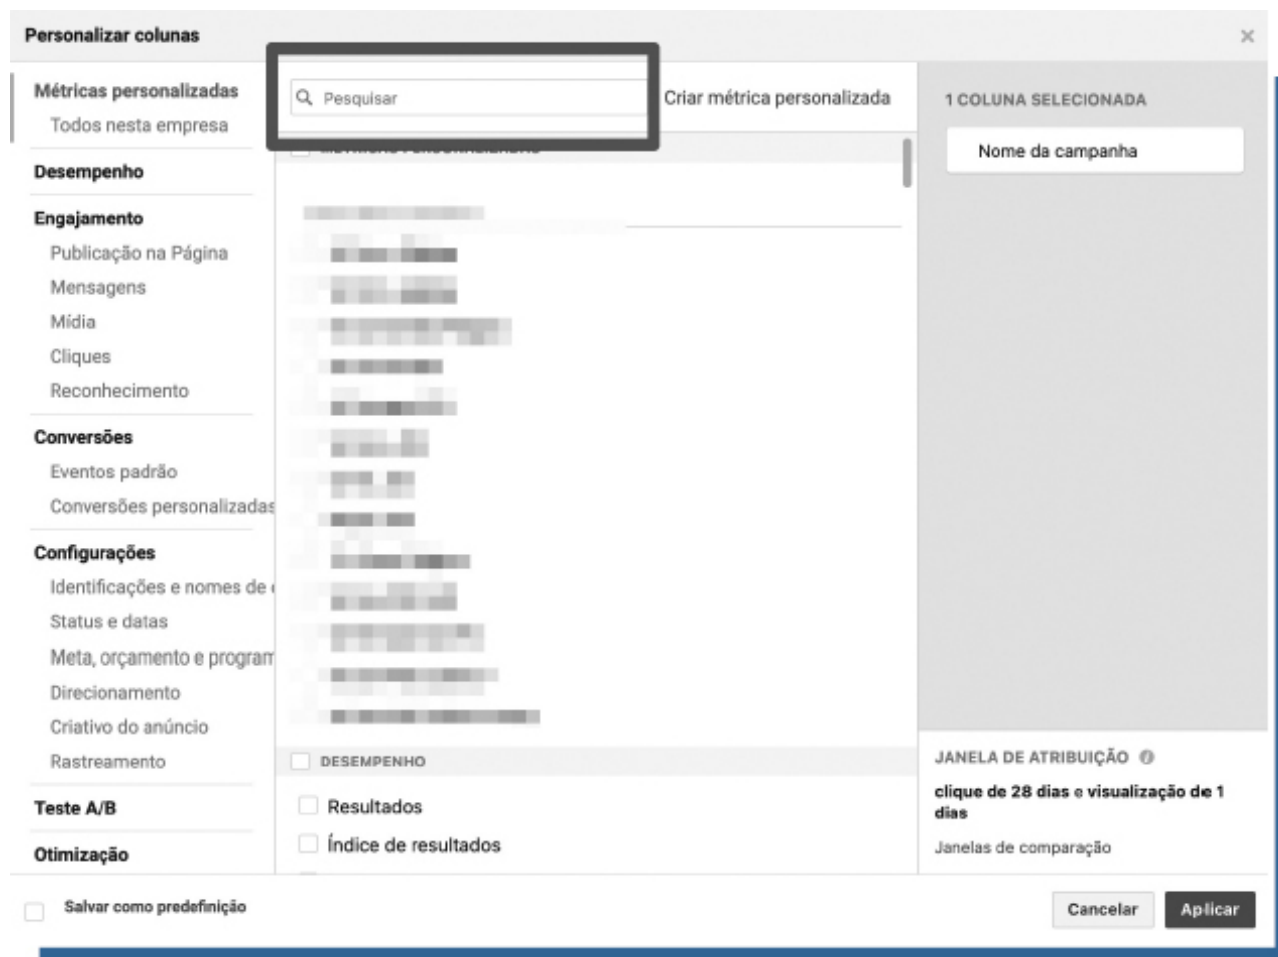 Personalizar colunas
×
Métricas personalizadas
Todos nesta empresa
Desempenho
Engajamento
Publicação na Página
Mensagens
Mídia
Cliques
Reconhecimento
Conversões
Eventos padrão
Conversões personalizadas
Configurações
Identificações e nomes de
Status e datas
Meta, orçamento e program
Direcionamento
Criativo do anúncio
Rastreamento
Teste A/B
Otimização
Pesquisar
Criar métrica personalizada
DESEMPENHO
Resultados
Índice de resultados
1 COLUNA SELECIONADA
Nome da campanha
JANELA DE ATRIBUIÇÃO
clique de 28 dias e visualização de 1
dias
Janelas de comparação
Salvar como predefinição
Cancelar
Aplicar